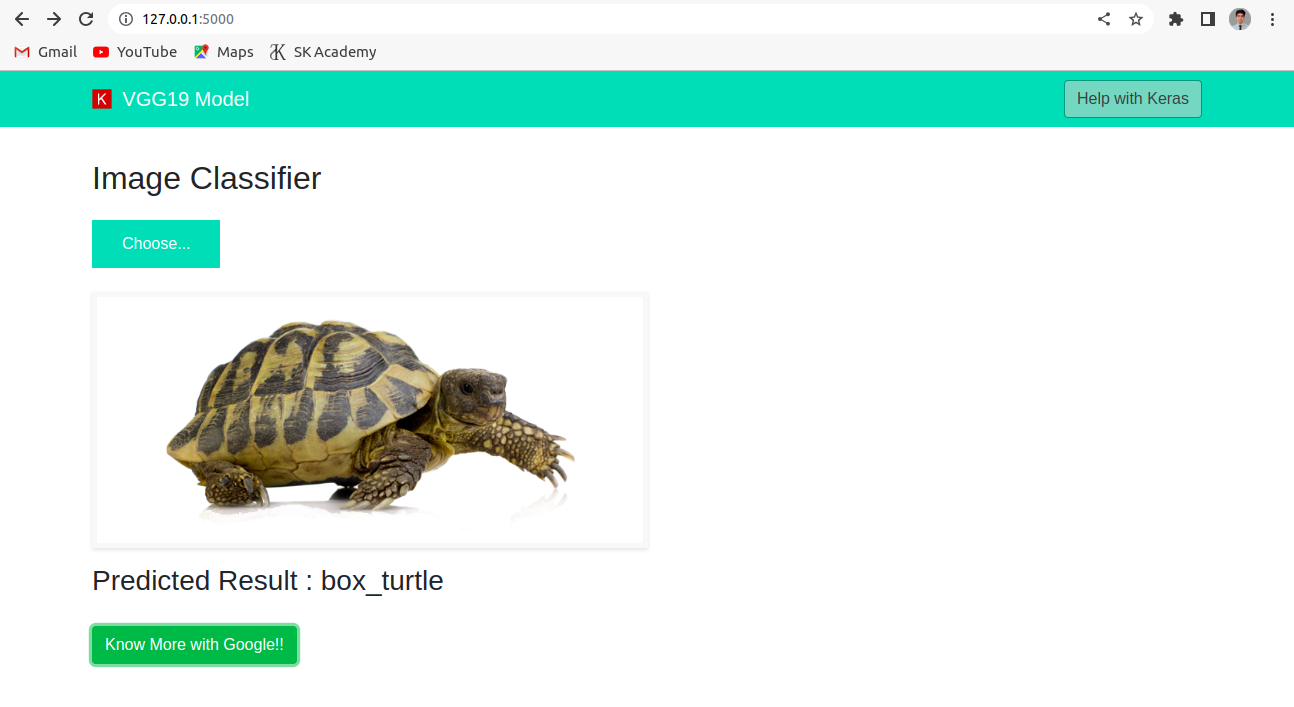 127.0.0.1:5000
Gmail YouTube Maps SK Academy
K VGG19 Model Help with Keras
Image Classifier
Choose...
Predicted Result : box_turtle
Know More with Google!!